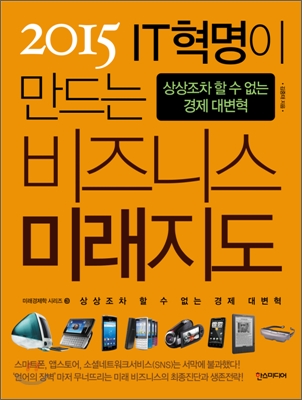 2015 IT혁명이
만드는
상상조차 할 수 없는
경제 대변혁
비즈니스
미래지도
미래경제학 시리즈
상상조차 할 수 없는 경제 대변혁
스마트폰, 앱스토어, 소셜네트워크서비스(SNS)는 서막에 불과했다!
'언어의 장벽' 마저 무너뜨리는 미래 비즈니스의 최종진단과 생존전략!
한스미디어